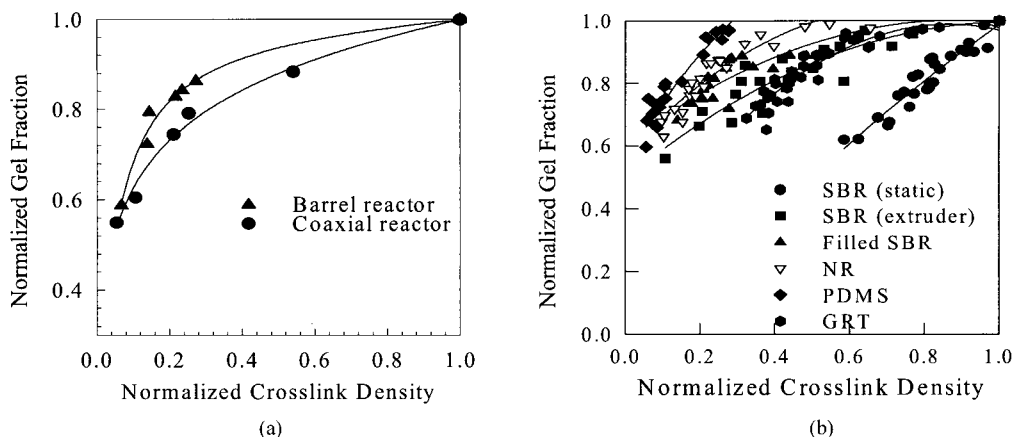 1.0
0.8
0.6
0.4
Normalized Gel Fraction
Barrel reactor
Coaxial reactor
0.0 0.2 0.4 0.6 0.8 1.0
Normalized Crosslink Density
(a)
1.0
0.8
0.6
0.4
0.2
0.0
Normalized Gel Fraction
SBR (static)
SBR (extruder)
Filled SBR
NR
PDMS
GRT
0.0 0.2 0.4 0.6 0.8 1.0
Normalized Crosslink Density
(b)